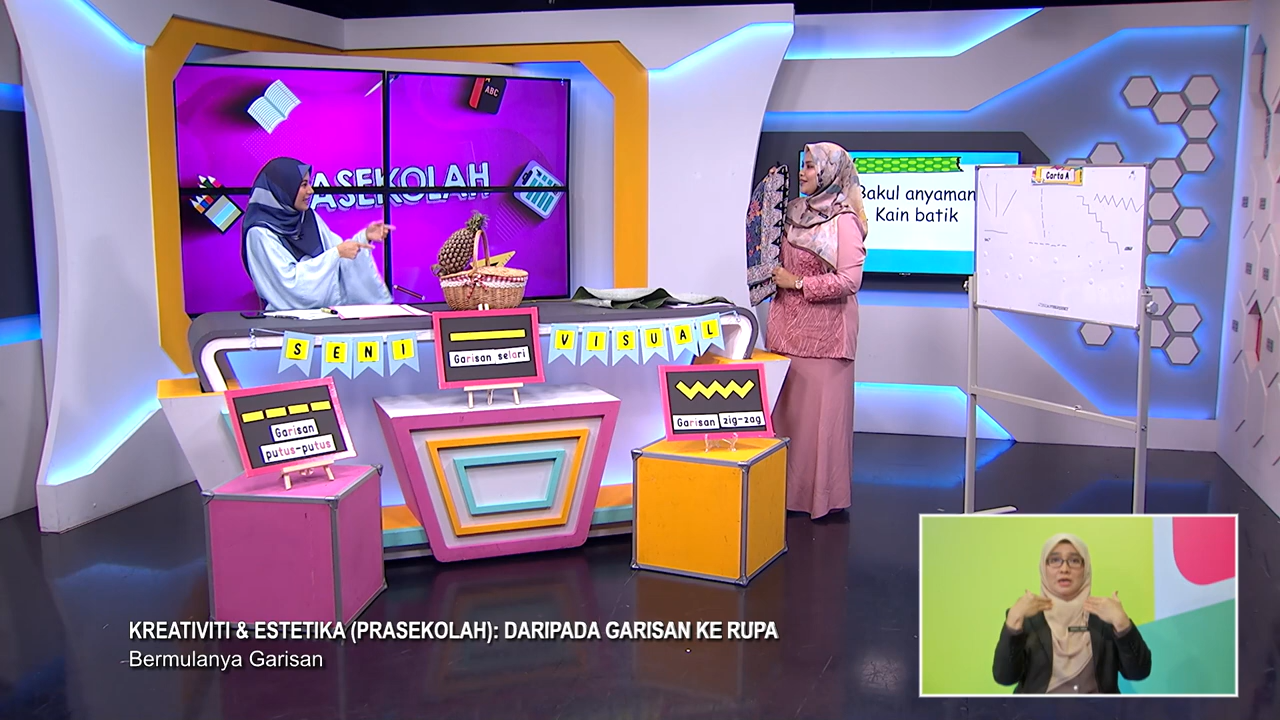 ABC
ASEKOLAH
Bakul anyaman
Kain batik
Carta A
SENI
VISUAL
Garisan selari
Garisan
putus-putus
Garisan zig-zag
KREATIVITI & ESTETIKA (PRASEKOLAH): DARIPADA GARISAN KE RUPA
Bermulanya Garisan